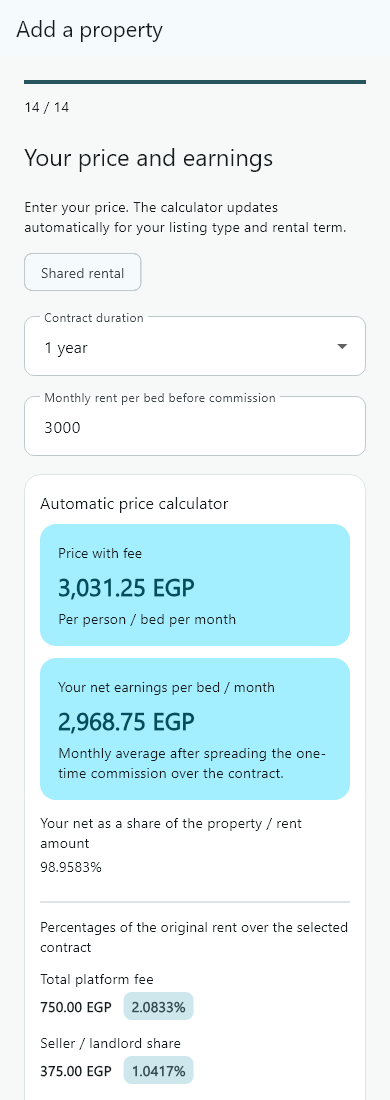 Add a property
14 / 14
Your price and earnings
Enter your price. The calculator updates
automatically for your listing type and rental term.
Shared rental
Contract duration
1 year
Monthly rent per bed before commission
3000
Automatic price calculator
Price with fee
3,031.25 EGP
Per person / bed per month
Your net earnings per bed / month
2,968.75 EGP
Monthly average after spreading the one-
time commission over the contract.
Your net as a share of the property / rent
amount
98.9583%
Percentages of the original rent over the selected
contract
Total platform fee
750.00 EGP 2.0833%
Seller / landlord share
375.00 EGP 1.0417%